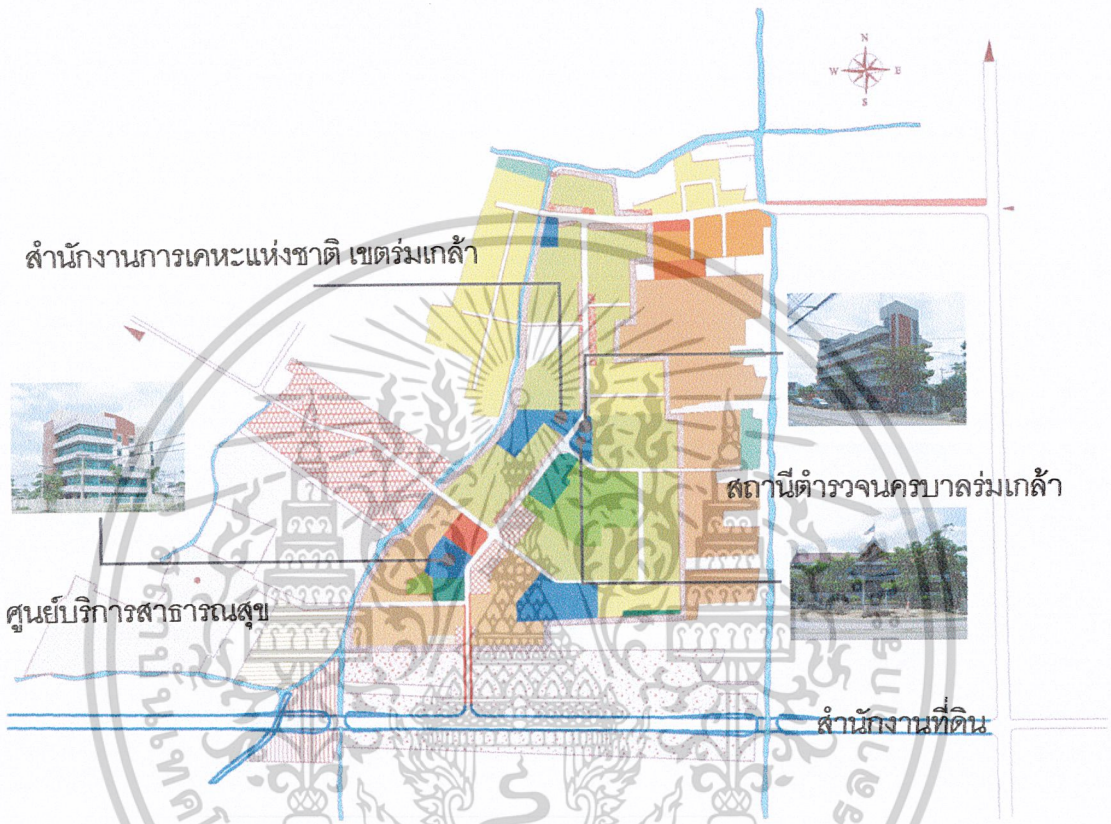 N
W E
S
สำนักงานการเคหะแห่งชาติ เขตร่มเกล้า
สถานีตำรวจนครบาลร่มเกล้า
ศูนย์บริการสาธารณสุข
สำนักงานที่ดิน